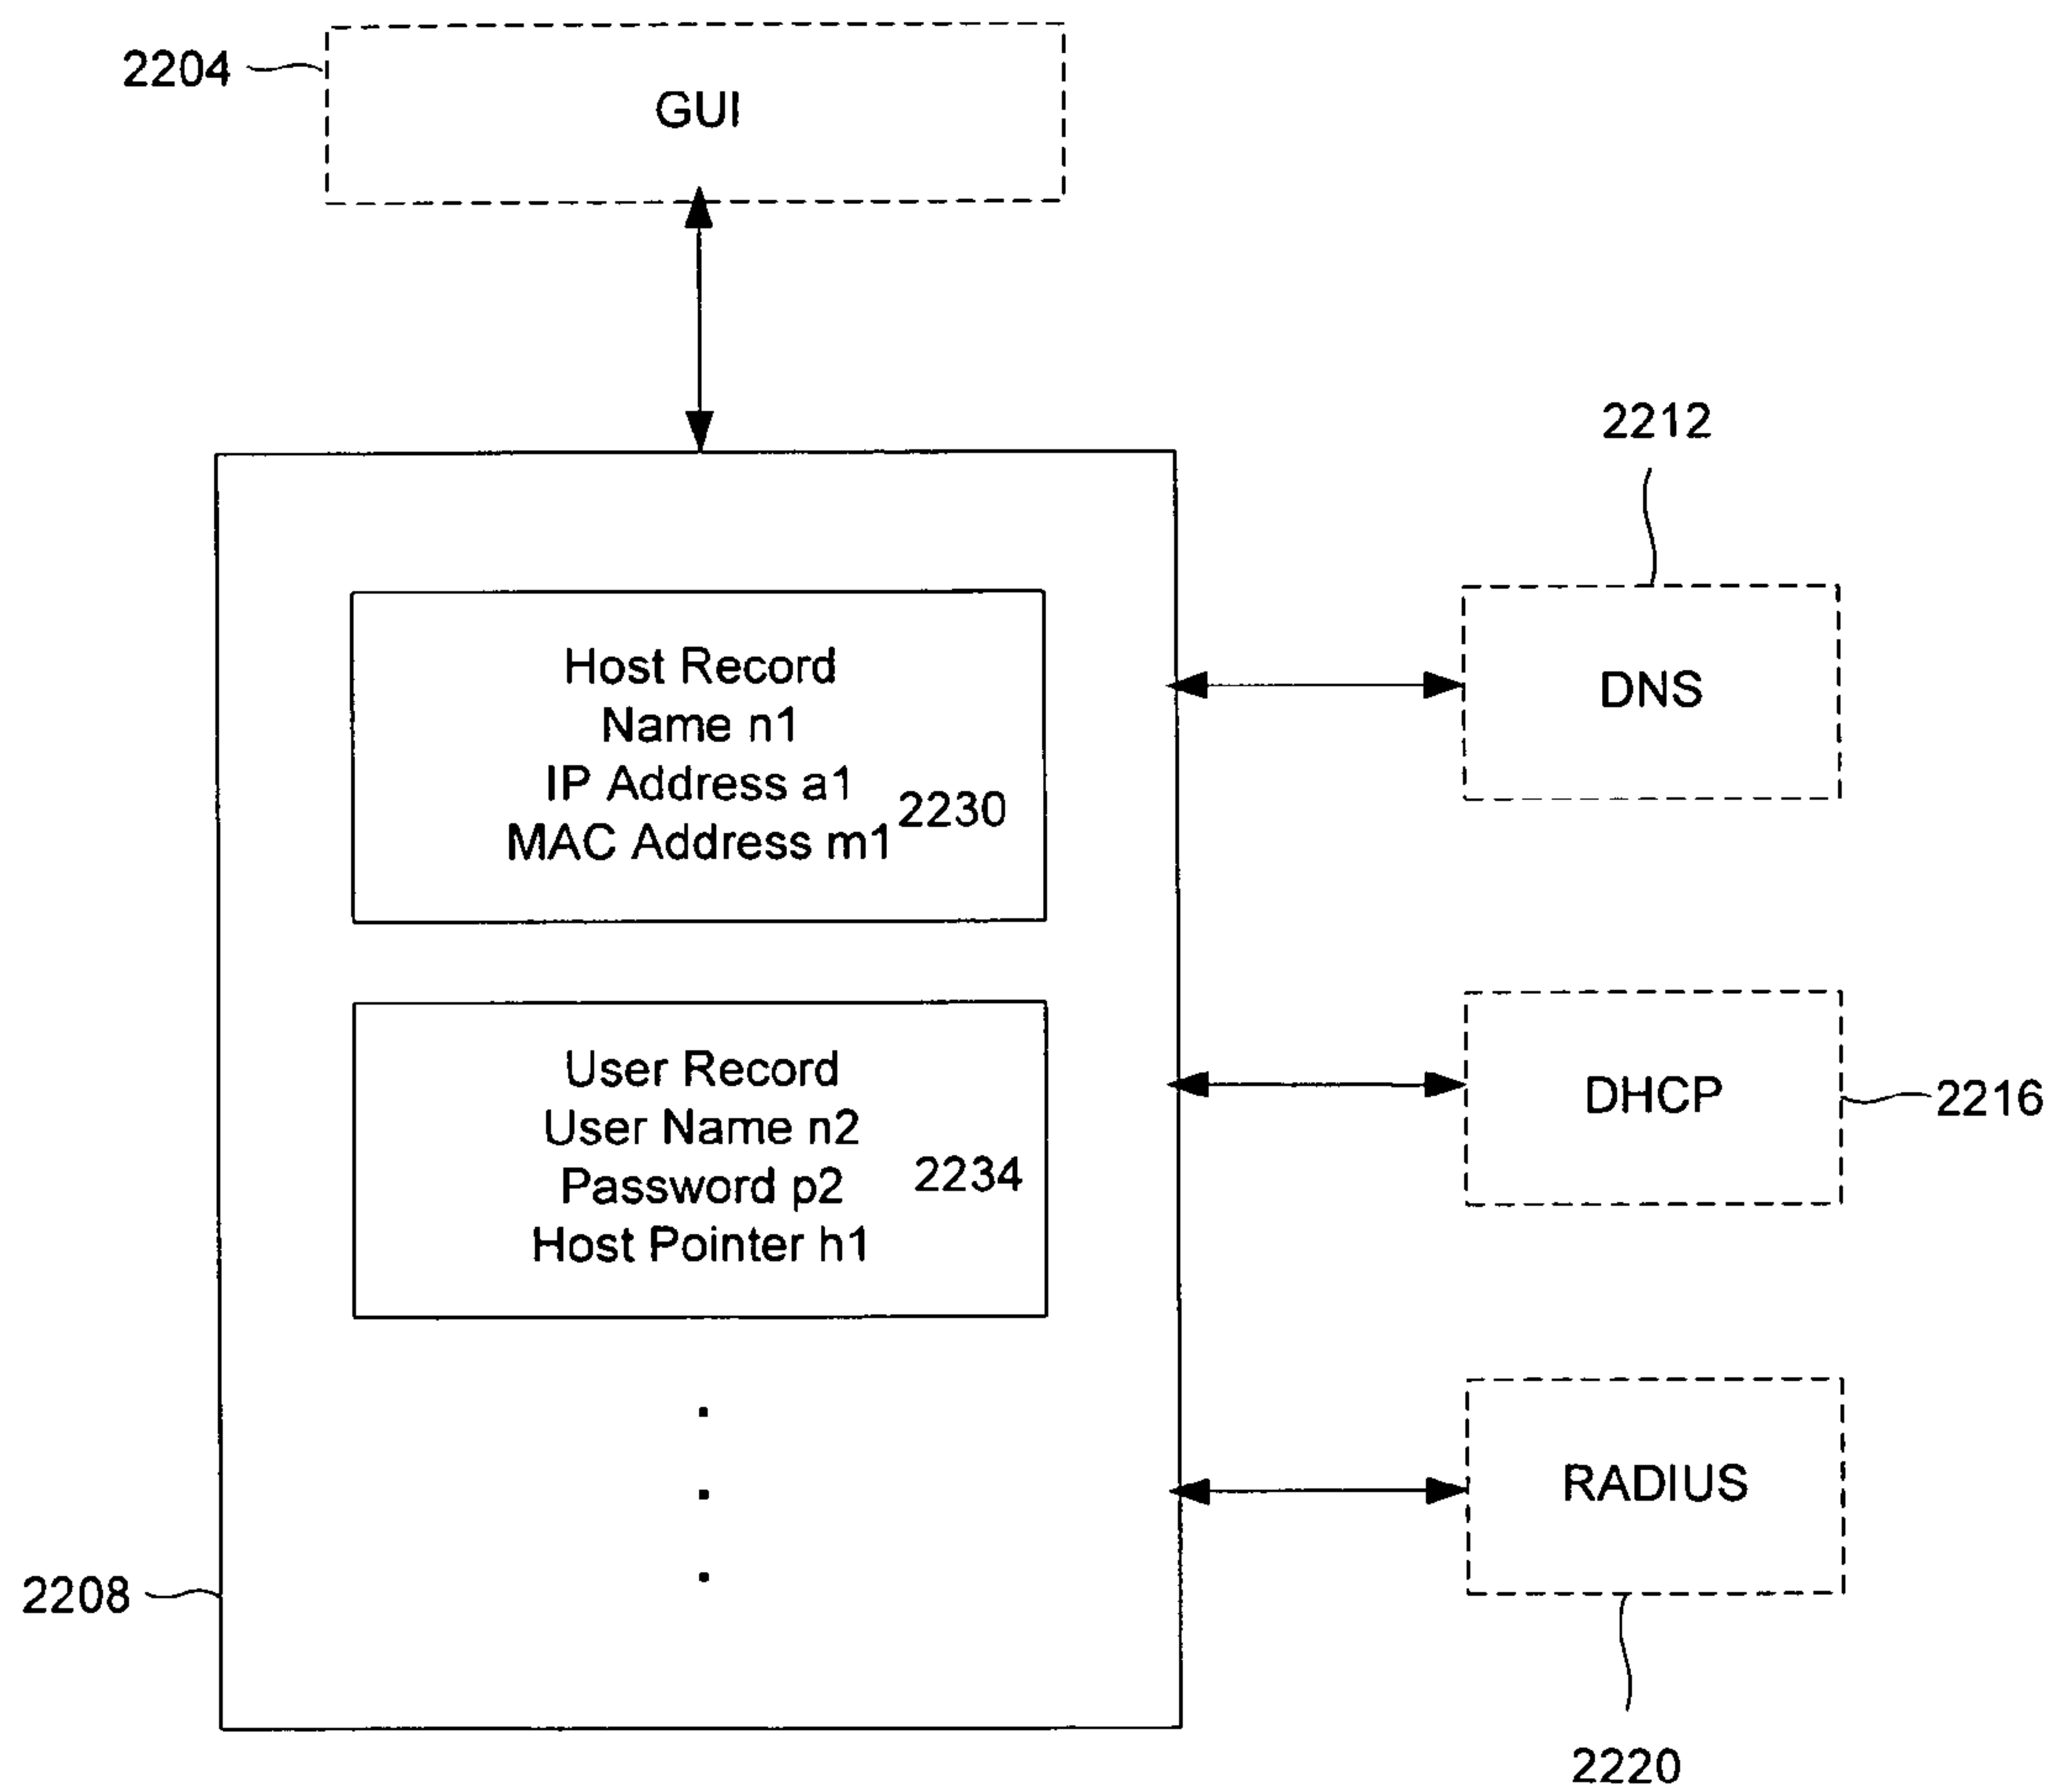 2204
GUI
2212
Host Record
Name n1
IP Address a1
MAC Address m1
2230
DNS
User Record
User Name n2
Password p2
Host Pointer h1
2234
DHCP
2216
RADIUS
2208
2220